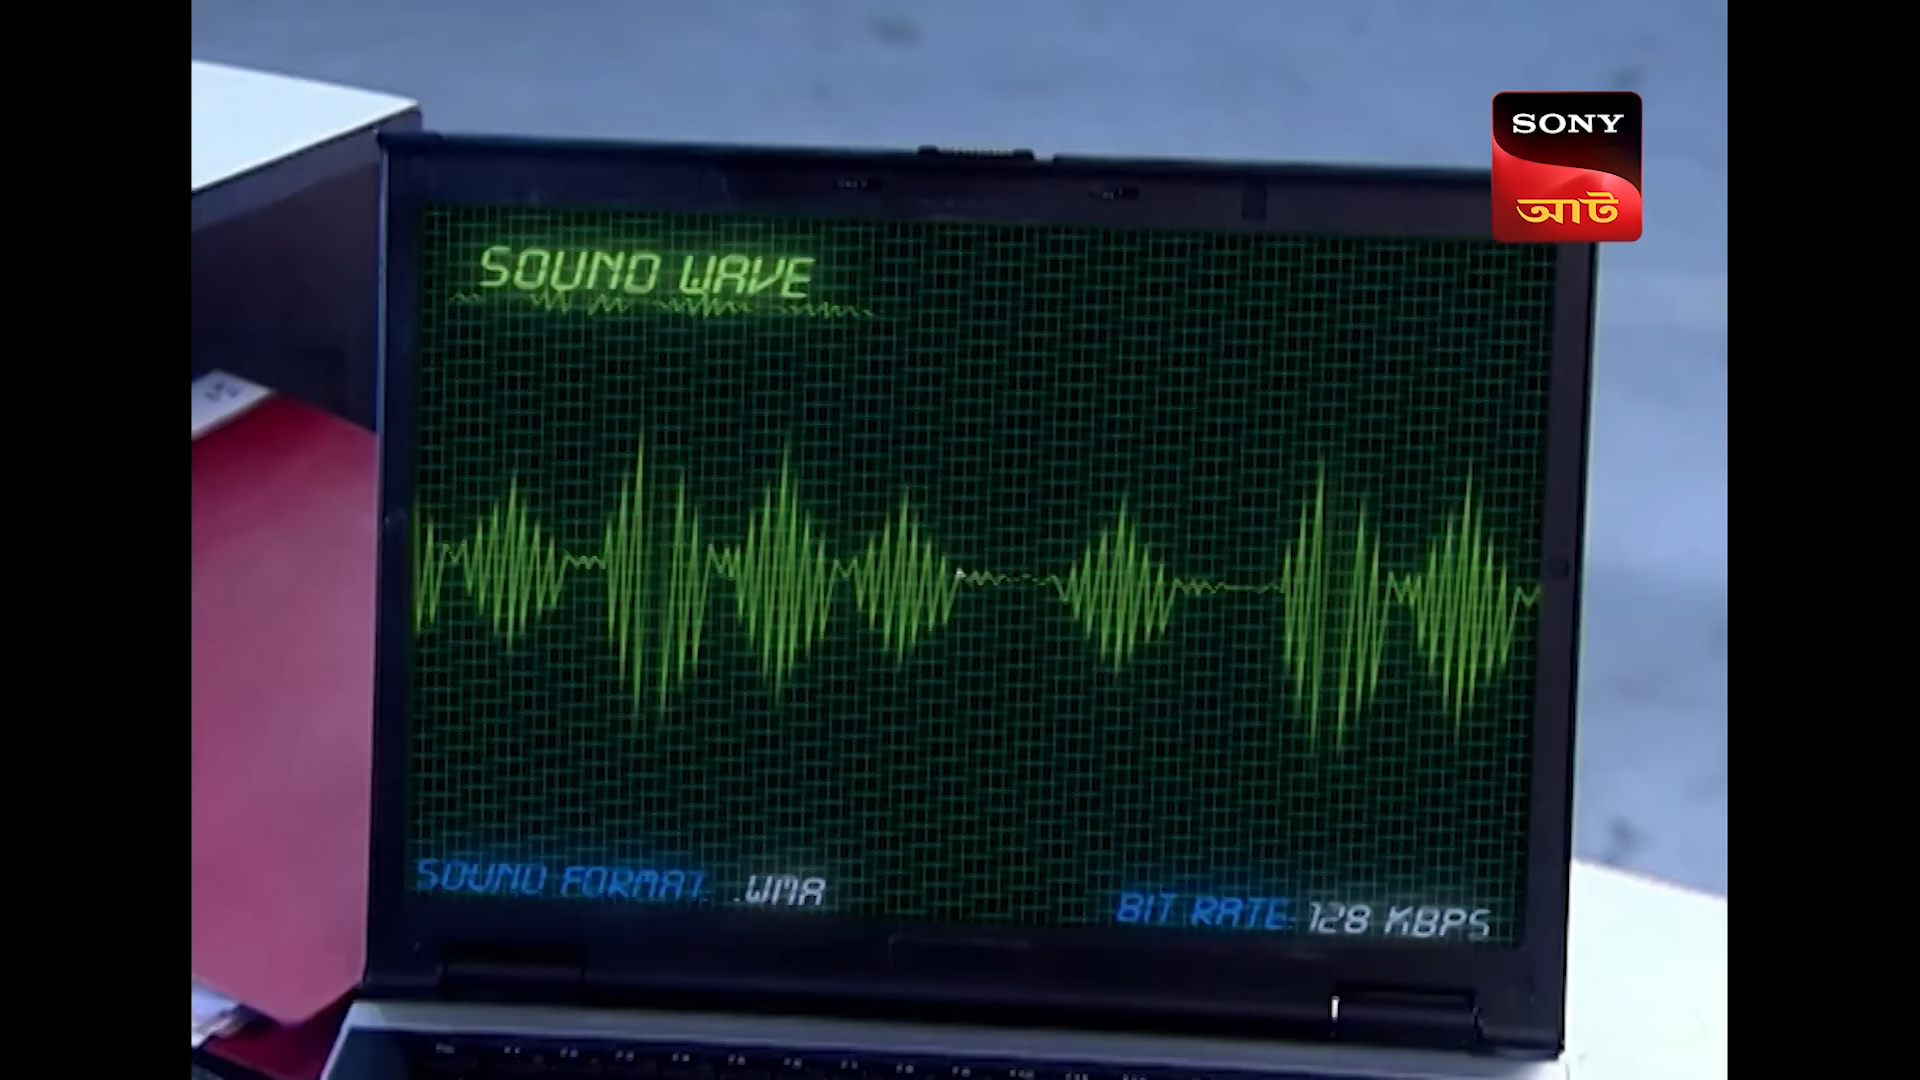 SONY
আট
SOUND WAVE
SOUND FORMAT: .WMA
BIT RATE: 128 KBPS